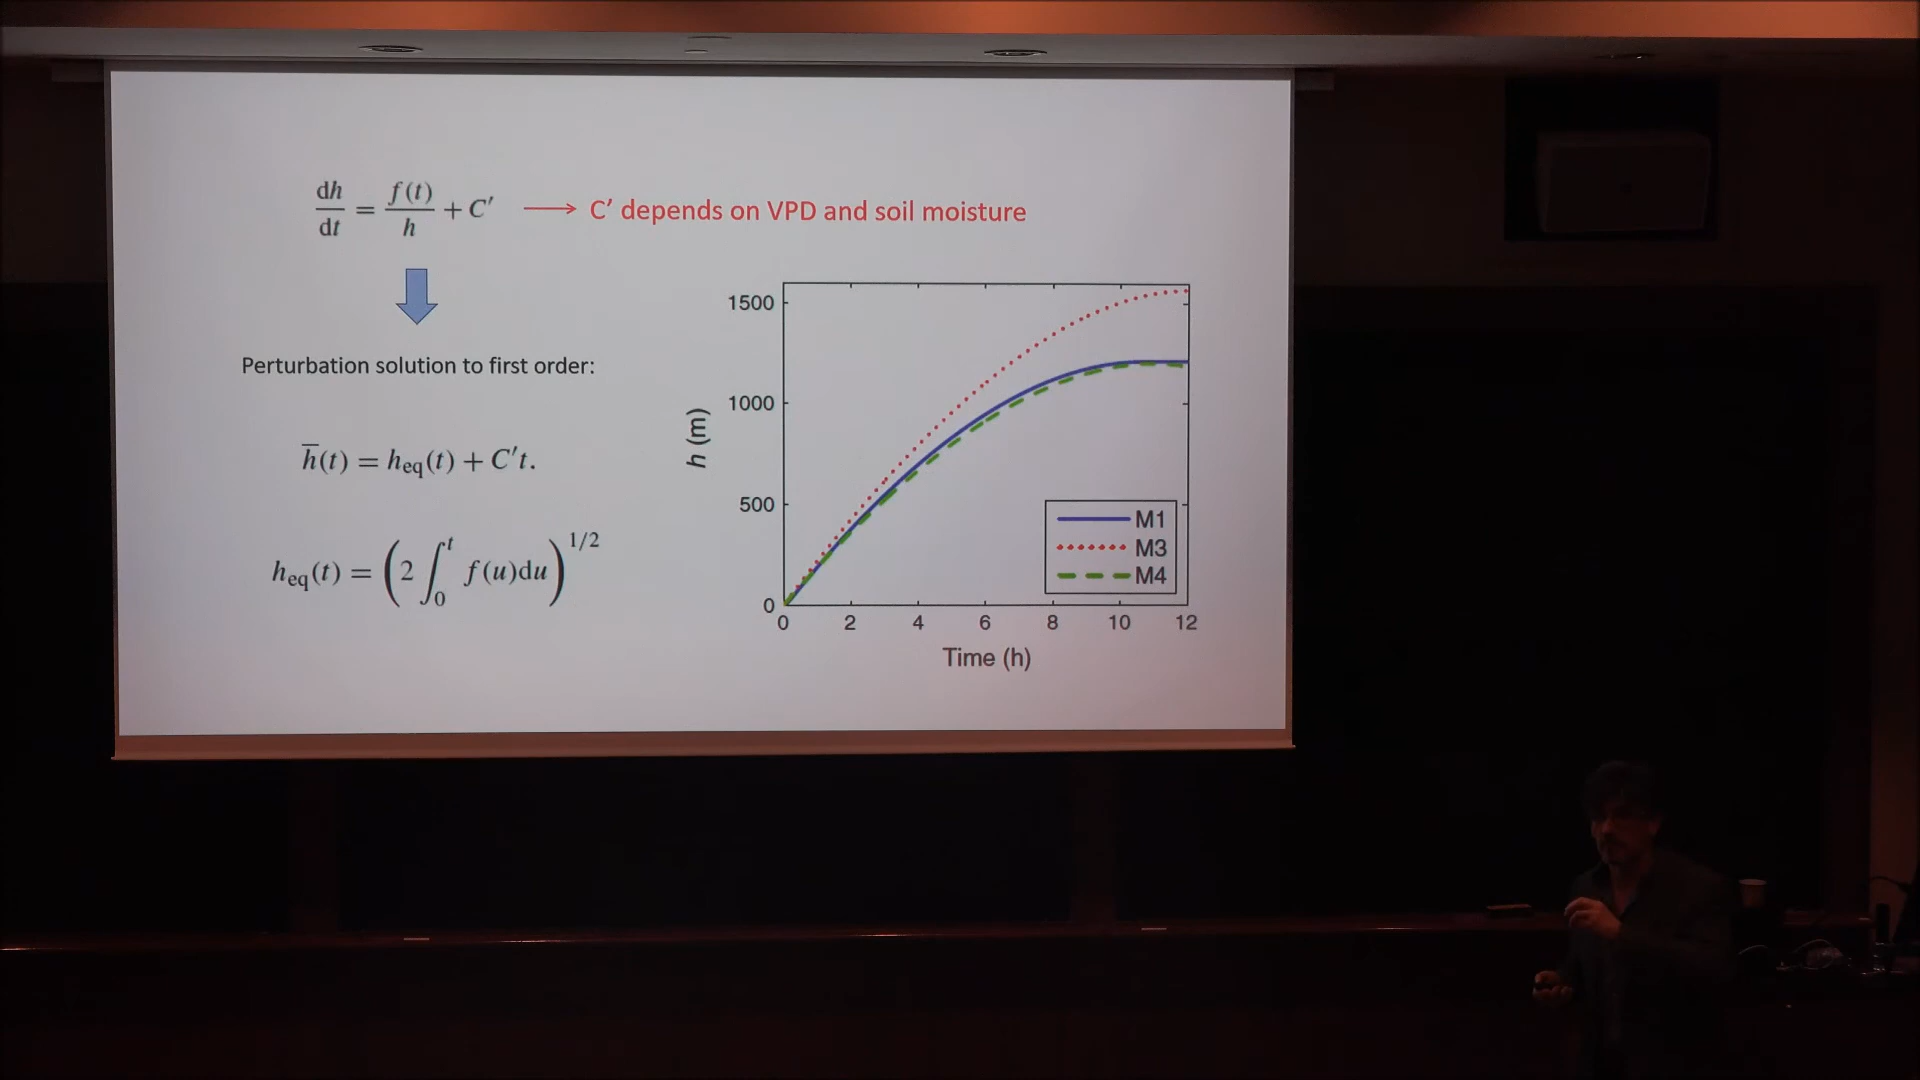 dh/dt = f(t)/h + C′ ⟶ C′ depends on VPD and soil moisture
Perturbation solution to first order:
h̅(t) = h_eq(t) + C′t.
h_eq(t) = (2 ∫₀ᵗ f(u)du)^1/2
1500
1000
500
0
h (m)
M1
M3
M4
0 2 4 6 8 10 12
Time (h)